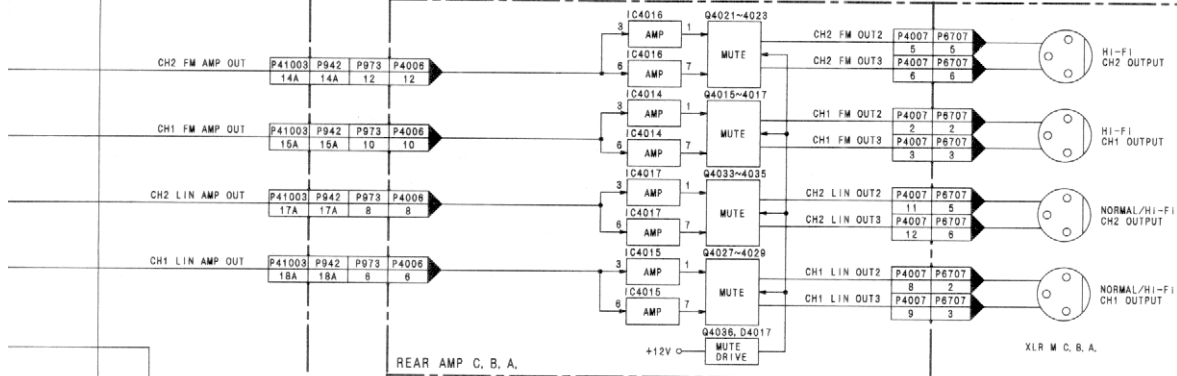 IC4016 Q4021~4023
3 AMP 1 MUTE CH2 FM OUT2 P4007 P6707
5 5
IC4016
CH2 FM AMP OUT P41003 P942 P973 P4006
14A 14A 12 12
6 AMP 7 CH2 FM OUT3 P4007 P6707
6 6
HI-FI
CH2 OUTPUT
IC4014 Q4015~4017
3 AMP 1 MUTE CH1 FM OUT2 P4007 P6707
2 2
IC4014
CH1 FM AMP OUT P41003 P942 P973 P4006
15A 15A 10 10
6 AMP 7 CH1 FM OUT3 P4007 P6707
3 3
HI-FI
CH1 OUTPUT
IC4017 Q4033~4035
3 AMP 1 MUTE CH2 LIN OUT2 P4007 P6707
11 5
IC4017
CH2 LIN AMP OUT P41003 P942 P973 P4006
17A 17A 8 8
6 AMP 7 CH2 LIN OUT3 P4007 P6707
12 6
NORMAL/HI-FI
CH2 OUTPUT
IC4015 Q4027~4029
3 AMP 1 MUTE CH1 LIN OUT2 P4007 P6707
8 2
IC4015
CH1 LIN AMP OUT P41003 P942 P973 P4006
18A 18A 6 6
6 AMP 7 CH1 LIN OUT3 P4007 P6707
9 3
NORMAL/HI-FI
CH1 OUTPUT
Q4036, D4017
+12V MUTE
DRIVE
REAR AMP C. B. A.
XLR M C. B. A.